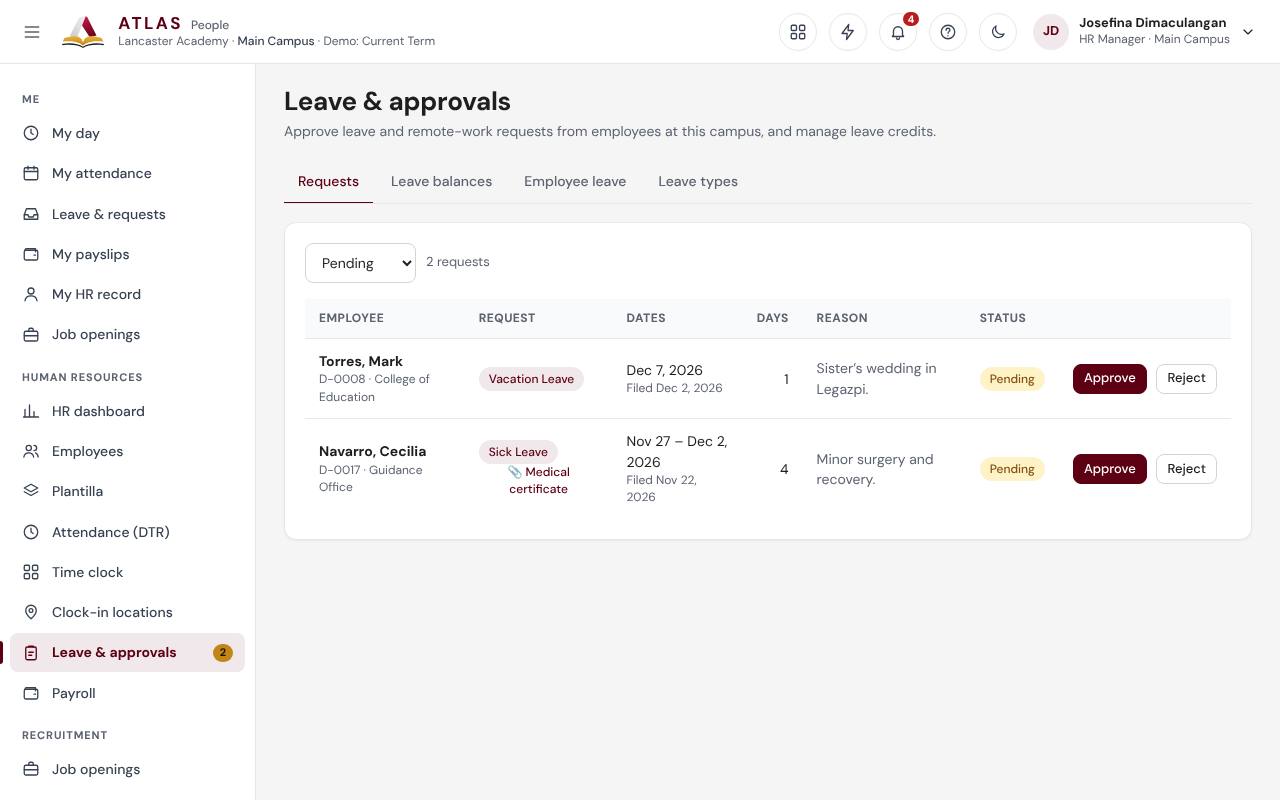 ATLAS People
Lancaster Academy · Main Campus · Demo: Current Term
4
JD
Josefina Dimaculangan
HR Manager · Main Campus
ME
My day
My attendance
Leave & requests
My payslips
My HR record
Job openings
HUMAN RESOURCES
HR dashboard
Employees
Plantilla
Attendance (DTR)
Time clock
Clock-in locations
Leave & approvals 2
Payroll
RECRUITMENT
Job openings
Leave & approvals
Approve leave and remote-work requests from employees at this campus, and manage leave credits.
Requests Leave balances Employee leave Leave types
Pending 2 requests
EMPLOYEE REQUEST DATES DAYS REASON STATUS
Torres, Mark
D-0008 · College of
Education
Vacation Leave
Dec 7, 2026
Filed Dec 2, 2026
1
Sister's wedding in
Legazpi.
Pending
Approve Reject
Navarro, Cecilia
D-0017 · Guidance
Office
Sick Leave
📎 Medical
certificate
Nov 27 – Dec 2,
2026
Filed Nov 22,
2026
4
Minor surgery and
recovery.
Pending
Approve Reject